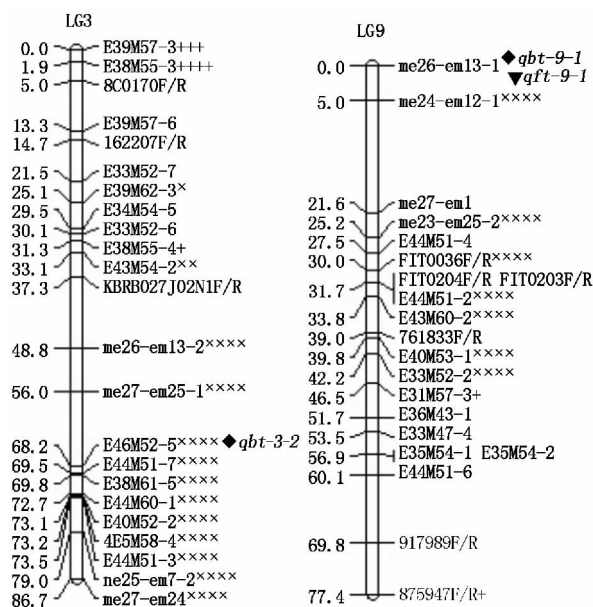 LG3
0.0 E39M57-3+++
1.9 E38M55-3++++
5.0 8C0170F/R
13.3 E39M57-6
14.7 162207F/R
21.5 E33M52-7
25.1 E39M62-3×
29.5 E34M54-5
30.1 E33M52-6
31.3 E38M55-4+
33.1 E43M54-2××
37.3 KBRB027J02N1F/R
48.8 me26-em13-2××××
56.0 me27-em25-1××××
68.2 E46M52-5×××× ◆ qbt-3-2
69.5 E44M51-7××××
69.8 E38M61-5××××
72.7 E44M60-1××××
73.1 E40M52-2××××
73.2 4E5M58-4××××
73.5 E44M51-3××××
79.0 ne25-em7-2××××
86.7 me27-em24××××
LG9
0.0 me26-em13-1 ◆ qbt-9-1
▼ qft-9-1
5.0 me24-em12-1××××
21.6 me27-em1
25.2 me23-em25-2××××
27.5 E44M51-4
30.0 FIT0036F/R××××
31.7 FIT0204F/R FIT0203F/R
E44M51-2××××
33.8 E43M60-2××××
39.0 761833F/R
39.8 E40M53-1××××
42.2 E33M52-2××××
46.5 E31M57-3+
51.7 E36M43-1
53.5 E33M47-4
56.9 E35M54-1 E35M54-2
60.1 E44M51-6
69.8 917989F/R
77.4 875947F/R+